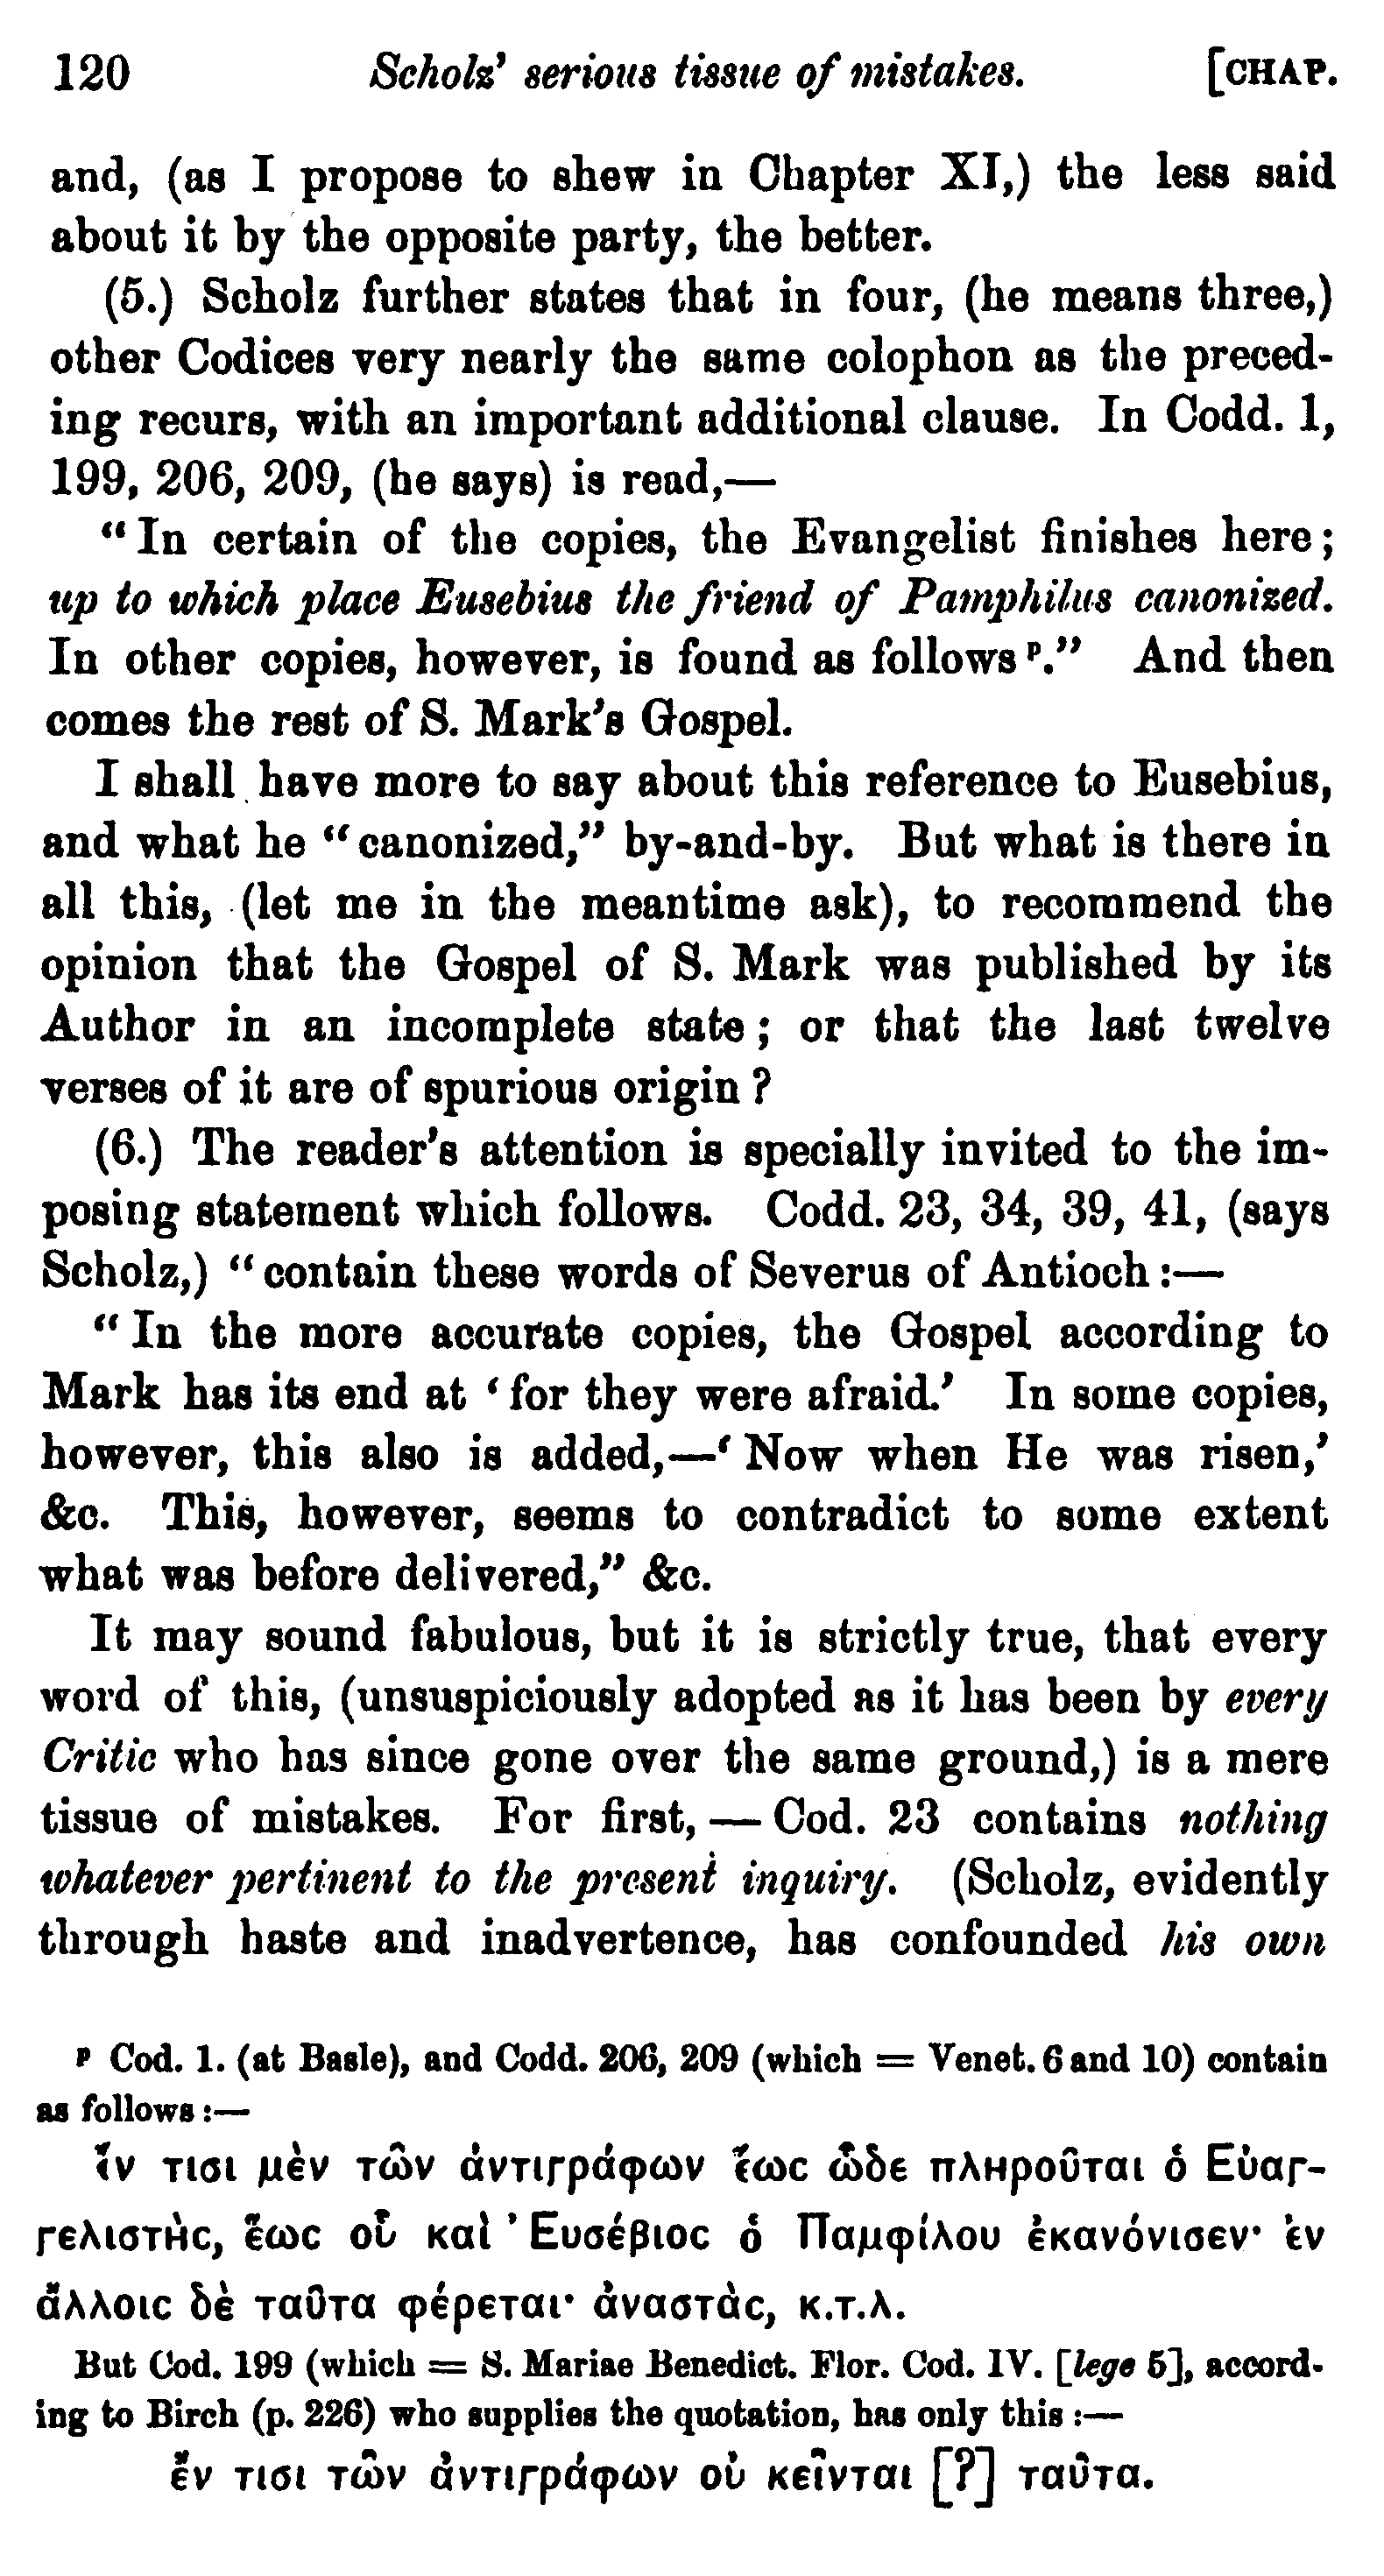 120 Scholz' serious tissue of mistakes. [CHAP.
and, (as I propose to shew in Chapter XI,) the less said
about it by the opposite party, the better.
(5.) Scholz further states that in four, (he means three,)
other Codices very nearly the same colophon as the preced-
ing recurs, with an important additional clause. In Codd. 1,
199, 206, 209, (he says) is read,—
“In certain of the copies, the Evangelist finishes here;
up to which place Eusebius the friend of Pamphilus canonized.
In other copies, however, is found as follows ᵖ.” And then
comes the rest of S. Mark’s Gospel.
I shall have more to say about this reference to Eusebius,
and what he “canonized,” by-and-by. But what is there in
all this, (let me in the meantime ask), to recommend the
opinion that the Gospel of S. Mark was published by its
Author in an incomplete state; or that the last twelve
verses of it are of spurious origin?
(6.) The reader’s attention is specially invited to the im-
posing statement which follows. Codd. 23, 34, 39, 41, (says
Scholz,) “contain these words of Severus of Antioch:—
“In the more accurate copies, the Gospel according to
Mark has its end at ‘for they were afraid.’ In some copies,
however, this also is added,—‘Now when He was risen,’
&c. This, however, seems to contradict to some extent
what was before delivered,” &c.
It may sound fabulous, but it is strictly true, that every
word of this, (unsuspiciously adopted as it has been by every
Critic who has since gone over the same ground,) is a mere
tissue of mistakes. For first,—Cod. 23 contains nothing
whatever pertinent to the present inquiry. (Scholz, evidently
through haste and inadvertence, has confounded his own
ᵖ Cod. 1. (at Basle), and Codd. 206, 209 (which = Venet. 6 and 10) contain
as follows:—
ἔν τισι μὲν τῶν ἀντιγράφων ἕως ὧδε πληροῦται ὁ Εὐαγ-
γελιστὴς, ἕως οὗ καὶ Ἐυσέβιος ὁ Παμφίλου ἐκανόνισεν· ἐν
ἄλλοις δὲ ταῦτα φέρεται· ἀναστὰς, κ.τ.λ.
But Cod. 199 (which = S. Mariae Benedict. Flor. Cod. IV. [lege 5], accord-
ing to Birch (p. 226) who supplies the quotation, has only this:—
ἔν τισι τῶν ἀντιγράφων οὐ κεῖνται [?] ταῦτα.